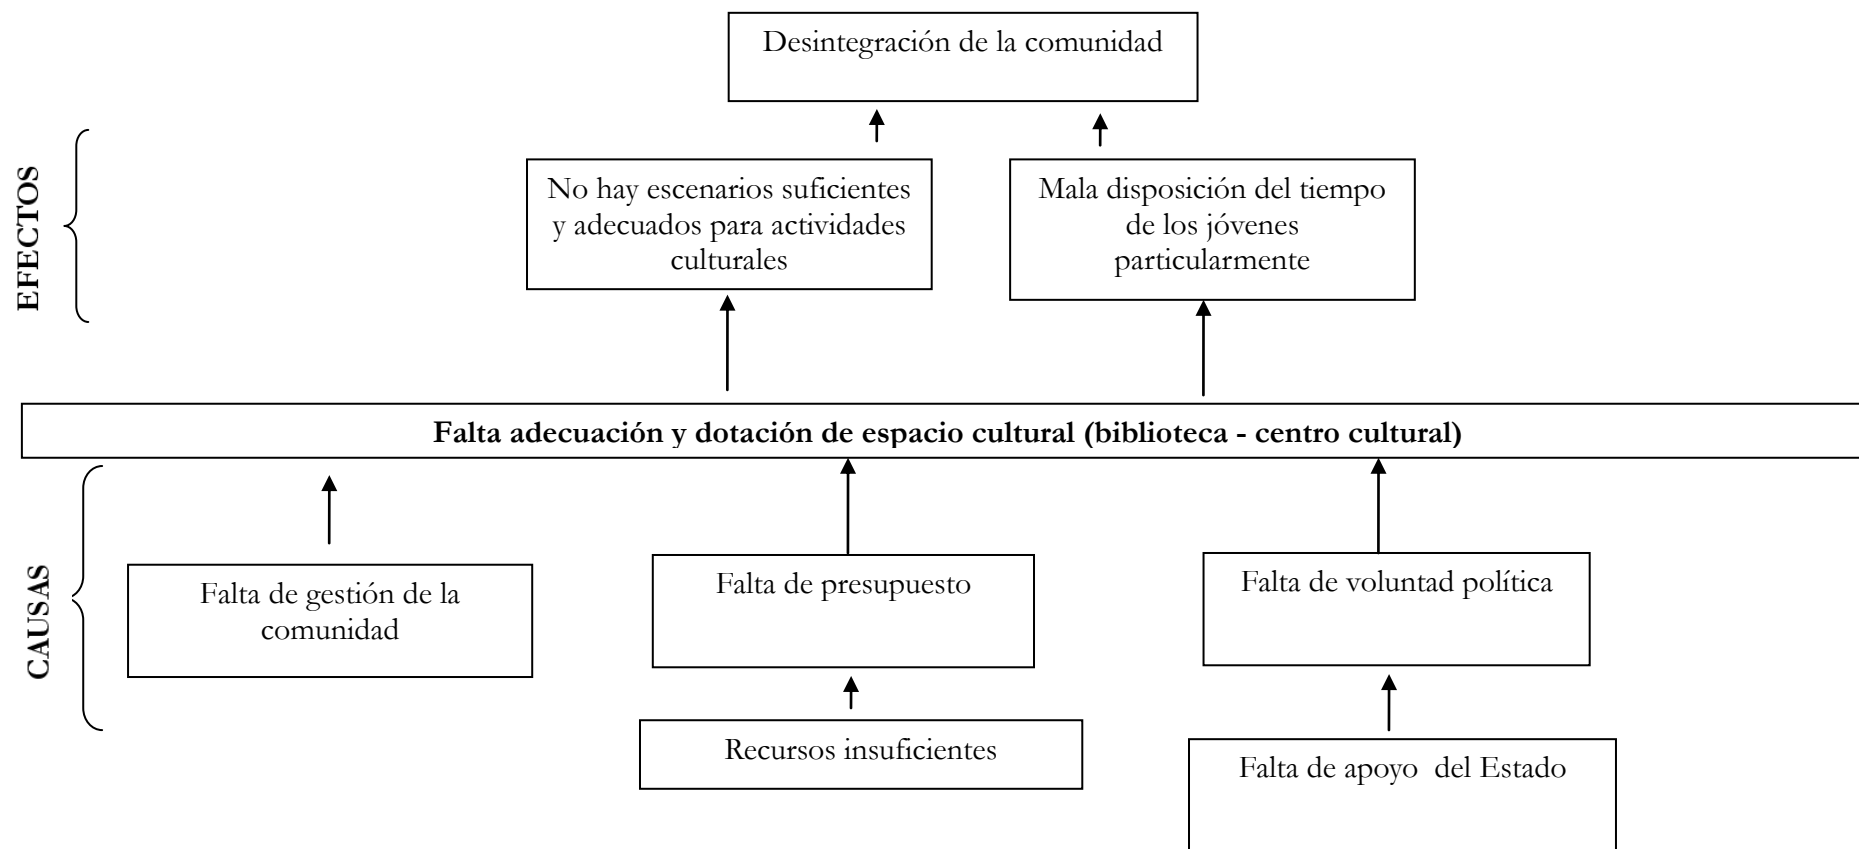 Desintegración de la comunidad
EFECTOS
No hay escenarios suficientes
y adecuados para actividades
culturales
Mala disposición del tiempo
de los jóvenes
particularmente
Falta adecuación y dotación de espacio cultural (biblioteca - centro cultural)
CAUSAS
Falta de gestión de la
comunidad
Falta de presupuesto
Falta de voluntad política
Recursos insuficientes
Falta de apoyo  del Estado